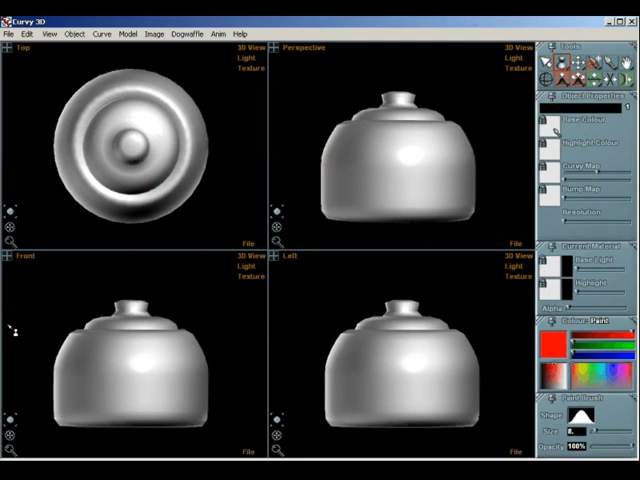 Curvy 3D
File Edit View Object Curve Model Image Dogwaffle Anim Help
Top
3D View
Light
Texture
File
Perspective
3D View
Light
Texture
File
Front
3D View
Light
Texture
File
Left
3D View
Light
Texture
File
Tools
Object Properties
1
Base Colour
Highlight Colour
Curvy Map
Bump Map
Resolution
Current Material
Base Light
Highlight
Alpha
Colour: Paint
Paint Brush
Shape
Size 8.
Opacity 100%